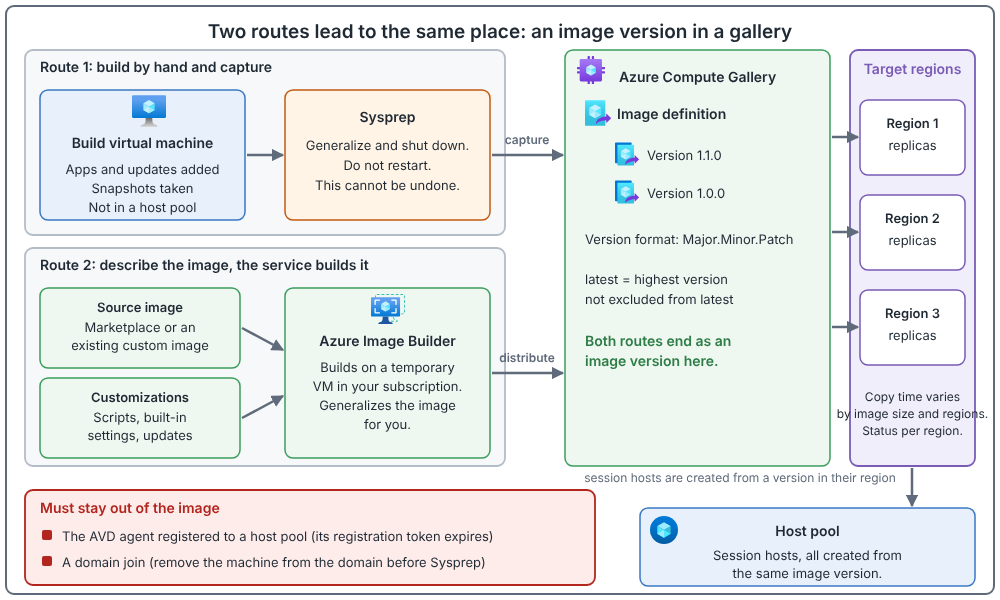 Two routes lead to the same place: an image version in a gallery
Route 1: build by hand and capture
Build virtual machine
Apps and updates added
Snapshots taken
Not in a host pool
Sysprep
Generalize and shut down.
Do not restart.
This cannot be undone.
capture
Route 2: describe the image, the service builds it
Source image
Marketplace or an
existing custom image
Customizations
Scripts, built-in
settings, updates
Azure Image Builder
Builds on a temporary
VM in your subscription.
Generalizes the image
for you.
distribute
Azure Compute Gallery
Image definition
Version 1.1.0
Version 1.0.0
Version format: Major.Minor.Patch
latest = highest version
not excluded from latest
Both routes end as an
image version here.
Target regions
Region 1
replicas
Region 2
replicas
Region 3
replicas
Copy time varies
by image size and regions.
Status per region.
session hosts are created from a version in their region
Must stay out of the image
The AVD agent registered to a host pool (its registration token expires)
A domain join (remove the machine from the domain before Sysprep)
Host pool
Session hosts, all created from
the same image version.